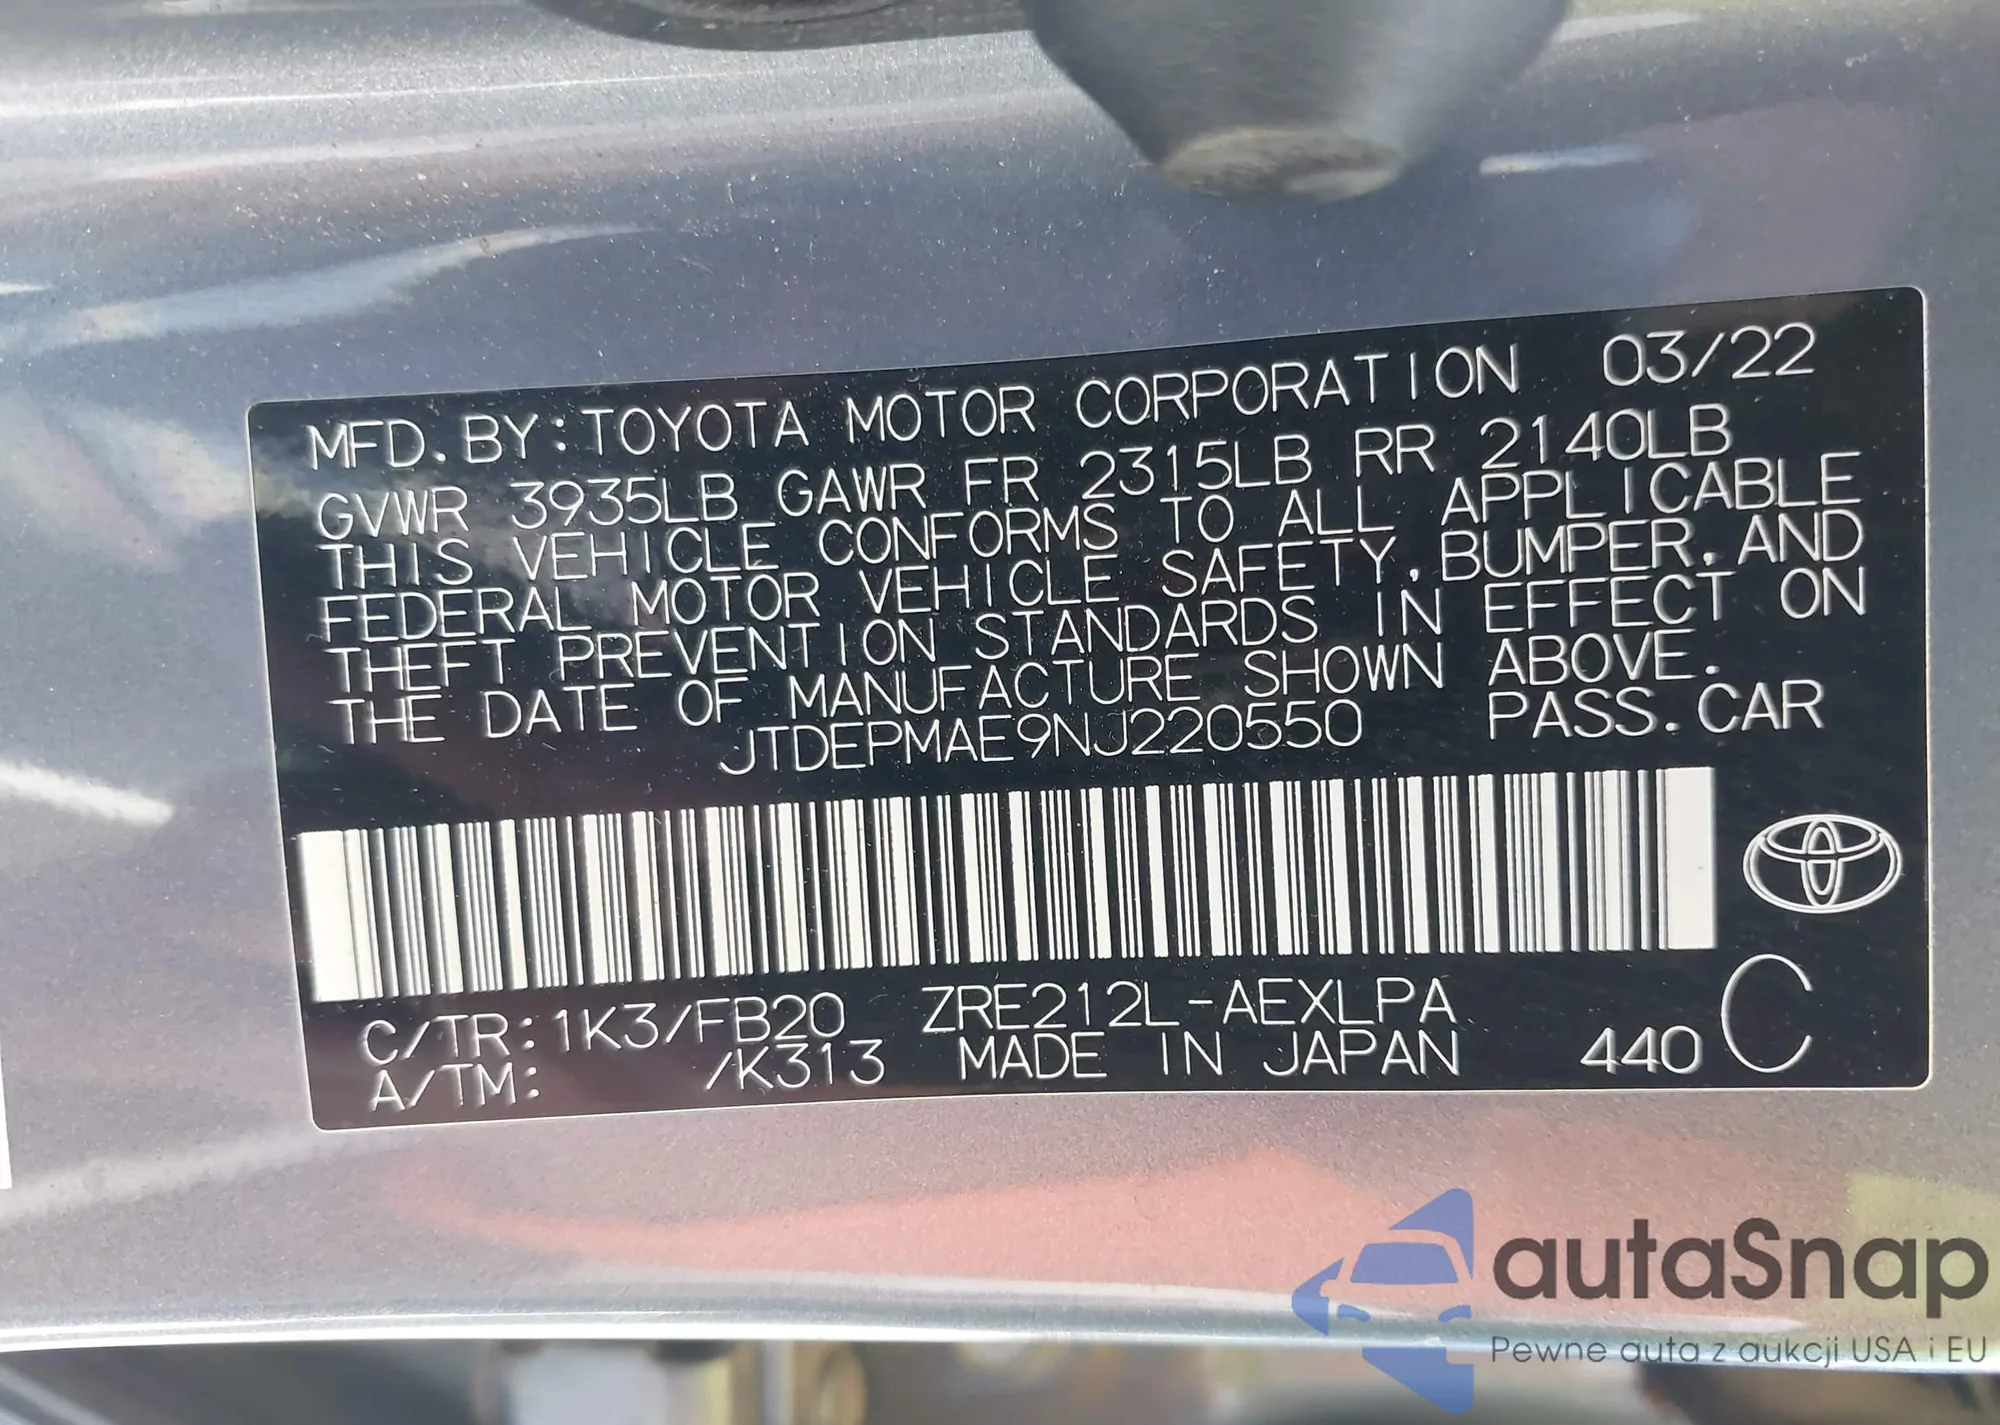 MFD. BY: TOYOTA MOTOR CORPORATION 03/22
GVWR 3935LB GAWR FR 2315LB RR 2140LB
THIS VEHICLE CONFORMS TO ALL APPLICABLE
FEDERAL MOTOR VEHICLE SAFETY, BUMPER, AND
THEFT PREVENTION STANDARDS IN EFFECT ON
THE DATE OF MANUFACTURE SHOWN ABOVE.
JTDEPMAE9NJ220550 PASS. CAR
C/TR: 1K3/FB20 ZRE212L-AEXLPA
A/TM: /K313 MADE IN JAPAN 440 C
autaSnap
Pewne auta z aukcji USA i EU